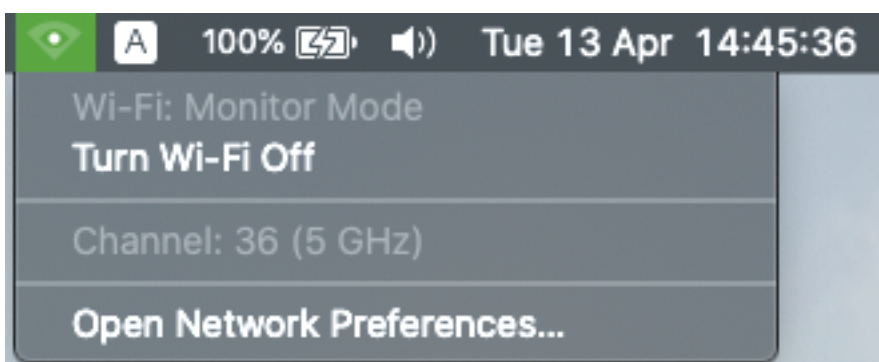 A 100% Tue 13 Apr 14:45:36
Wi-Fi: Monitor Mode
Turn Wi-Fi Off
Channel: 36 (5 GHz)
Open Network Preferences...